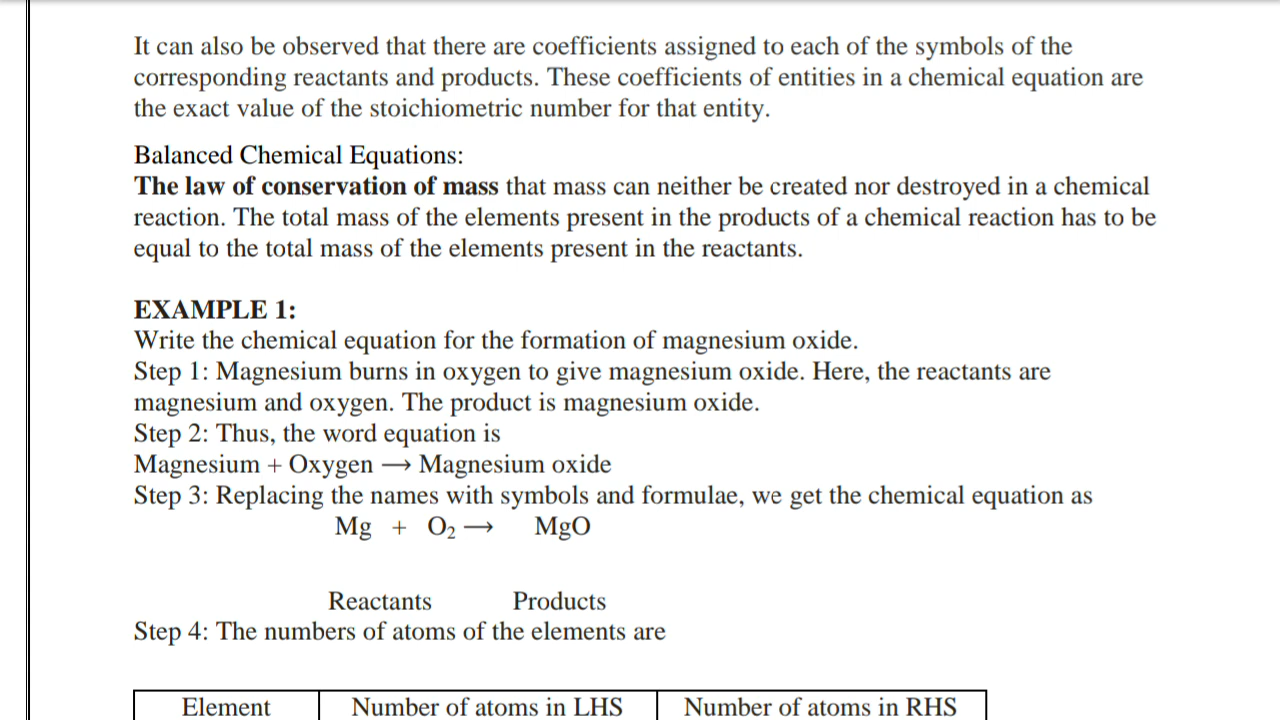 It can also be observed that there are coefficients assigned to each of the symbols of the
corresponding reactants and products. These coefficients of entities in a chemical equation are
the exact value of the stoichiometric number for that entity.
Balanced Chemical Equations:
The law of conservation of mass that mass can neither be created nor destroyed in a chemical
reaction. The total mass of the elements present in the products of a chemical reaction has to be
equal to the total mass of the elements present in the reactants.
EXAMPLE 1:
Write the chemical equation for the formation of magnesium oxide.
Step 1: Magnesium burns in oxygen to give magnesium oxide. Here, the reactants are
magnesium and oxygen. The product is magnesium oxide.
Step 2: Thus, the word equation is
Magnesium + Oxygen → Magnesium oxide
Step 3: Replacing the names with symbols and formulae, we get the chemical equation as
Mg + O₂ → MgO
Reactants Products
Step 4: The numbers of atoms of the elements are
Element Number of atoms in LHS Number of atoms in RHS